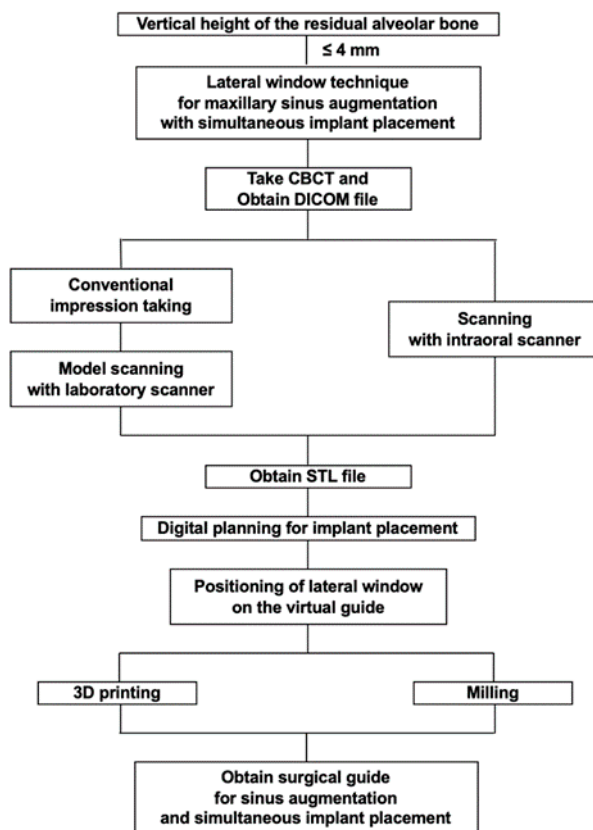 Vertical height of the residual alveolar bone
≤ 4 mm
Lateral window technique
for maxillary sinus augmentation
with simultaneous implant placement
Take CBCT and
Obtain DICOM file
Conventional
impression taking
Scanning
with intraoral scanner
Model scanning
with laboratory scanner
Obtain STL file
Digital planning for implant placement
Positioning of lateral window
on the virtual guide
3D printing
Milling
Obtain surgical guide
for sinus augmentation
and simultaneous implant placement